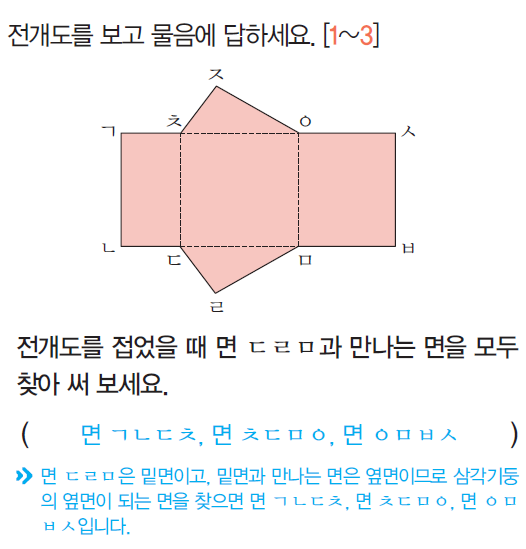 전개도를 보고 물음에 답하세요. [1~3]
ㅈ
ㄱ ㅊ ㅇ ㅅ
ㄴ ㄷ ㅁ ㅂ
ㄹ
전개도를 접었을 때 면 ㄷㄹㅁ과 만나는 면을 모두
찾아 써 보세요.
( 면 ㄱㄴㄷㅊ, 면 ㅊㄷㅁㅇ, 면 ㅇㅁㅂㅅ )
» 면 ㄷㄹㅁ은 밑면이고, 밑면과 만나는 면은 옆면이므로 삼각기둥
의 옆면이 되는 면을 찾으면 면 ㄱㄴㄷㅊ, 면 ㅊㄷㅁㅇ, 면 ㅇㅁ
ㅂㅅ입니다.